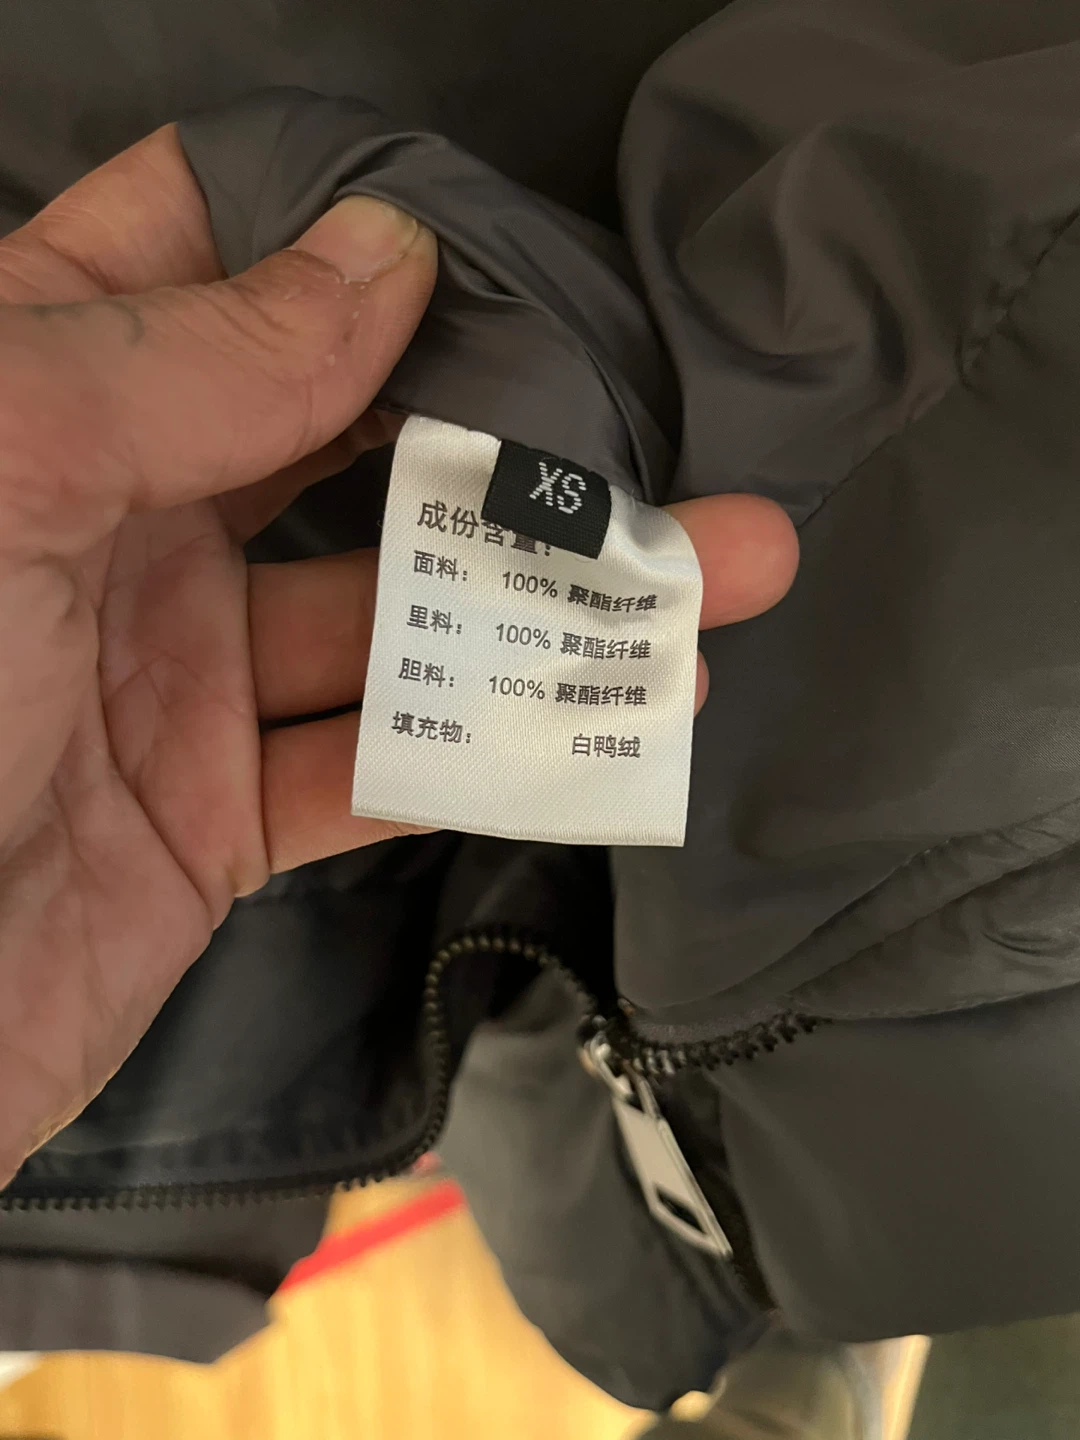 XS
成份含量：
面料： 100% 聚酯纤维
里料： 100% 聚酯纤维
胆料： 100% 聚酯纤维
填充物： 白鸭绒